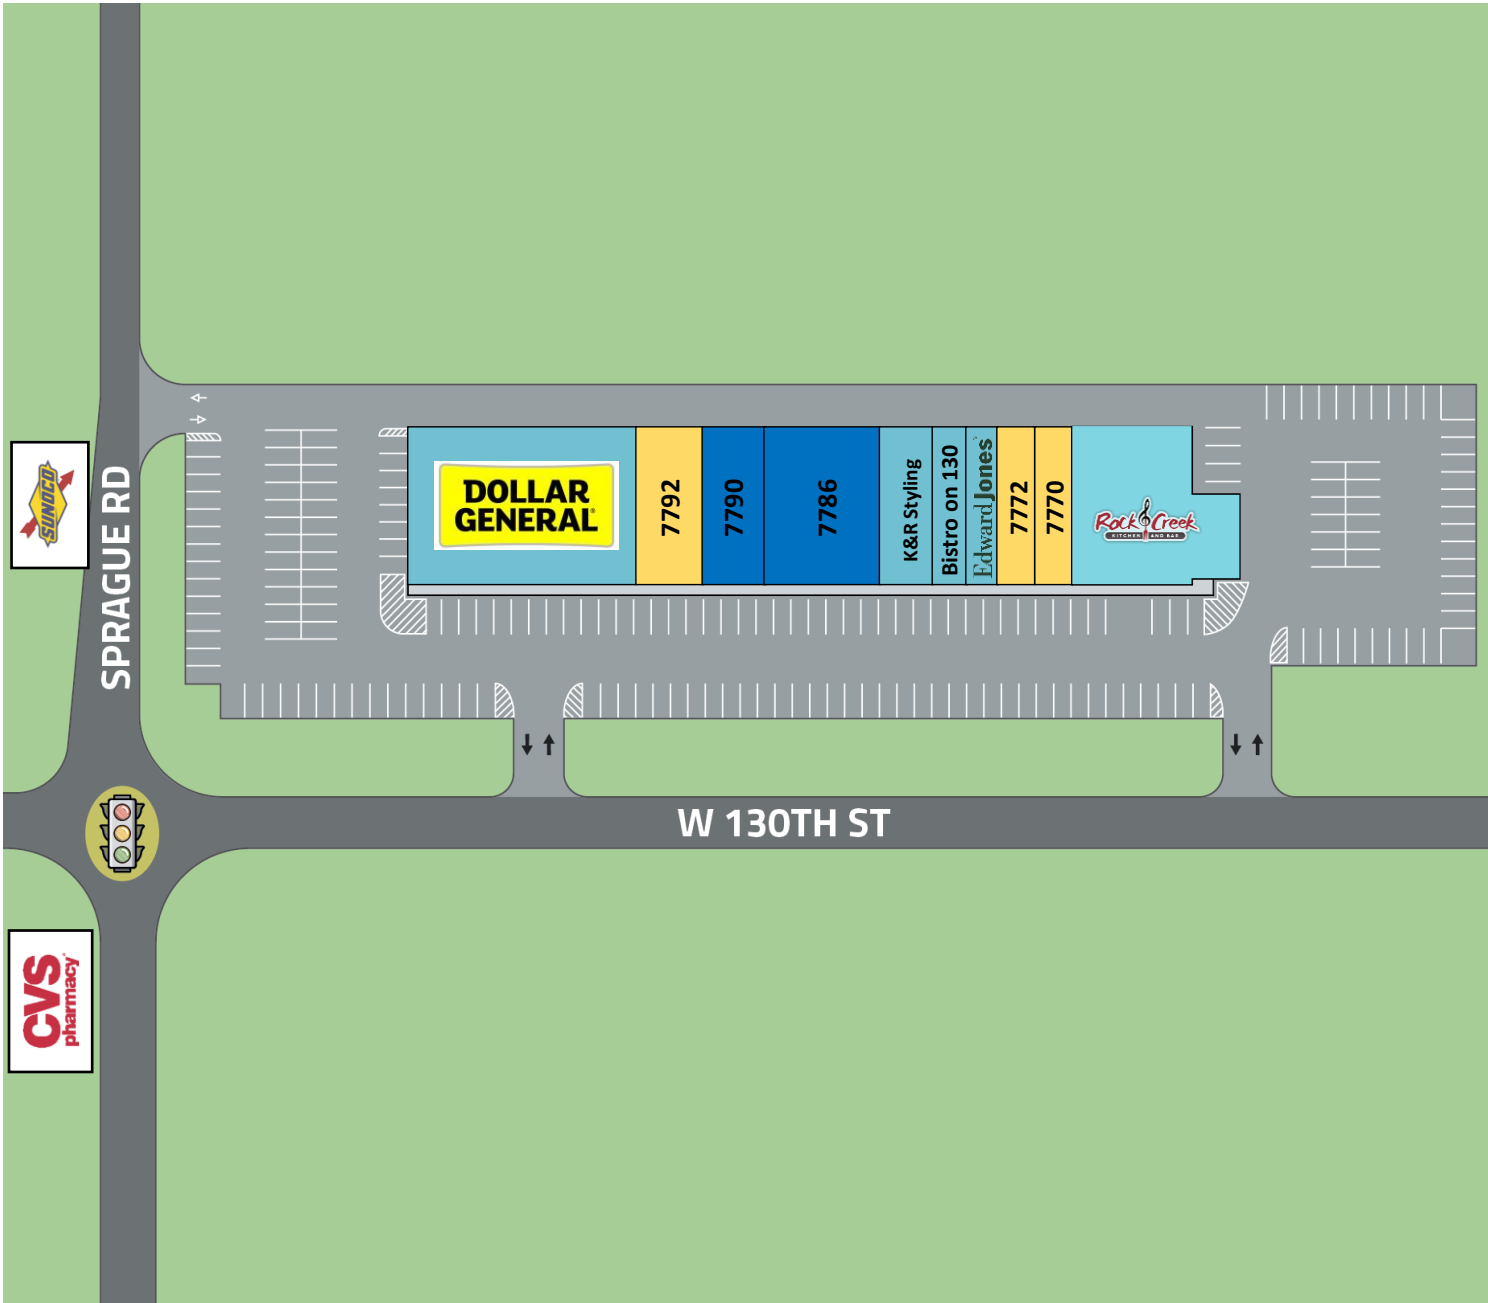 SUNOCO
SPRAGUE RD
DOLLAR
GENERAL
7792
7790
7786
K&R Styling
Bistro on 130
Edward Jones
7772
7770
Rock Creek
KITCHEN AND BAR
W 130TH ST
CVS
pharmacy